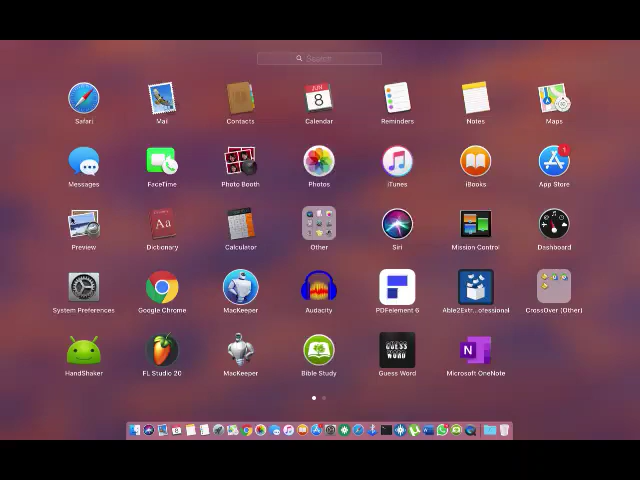 Search
Safari
Mail
Contacts
JUN
8
Calendar
Reminders
Notes
Maps
Messages
FaceTime
Photo Booth
Photos
iTunes
iBooks
1
App Store
Preview
Aa
Dictionary
Calculator
Other
Siri
Mission Control
Dashboard
System Preferences
Google Chrome
MacKeeper
Audacity
PDFelement 6
Able2Extr...ofessional
CrossOver (Other)
HandShaker
FL Studio 20
MacKeeper
Bible Study
GUESS
WORD
Guess Word
N
Microsoft OneNote